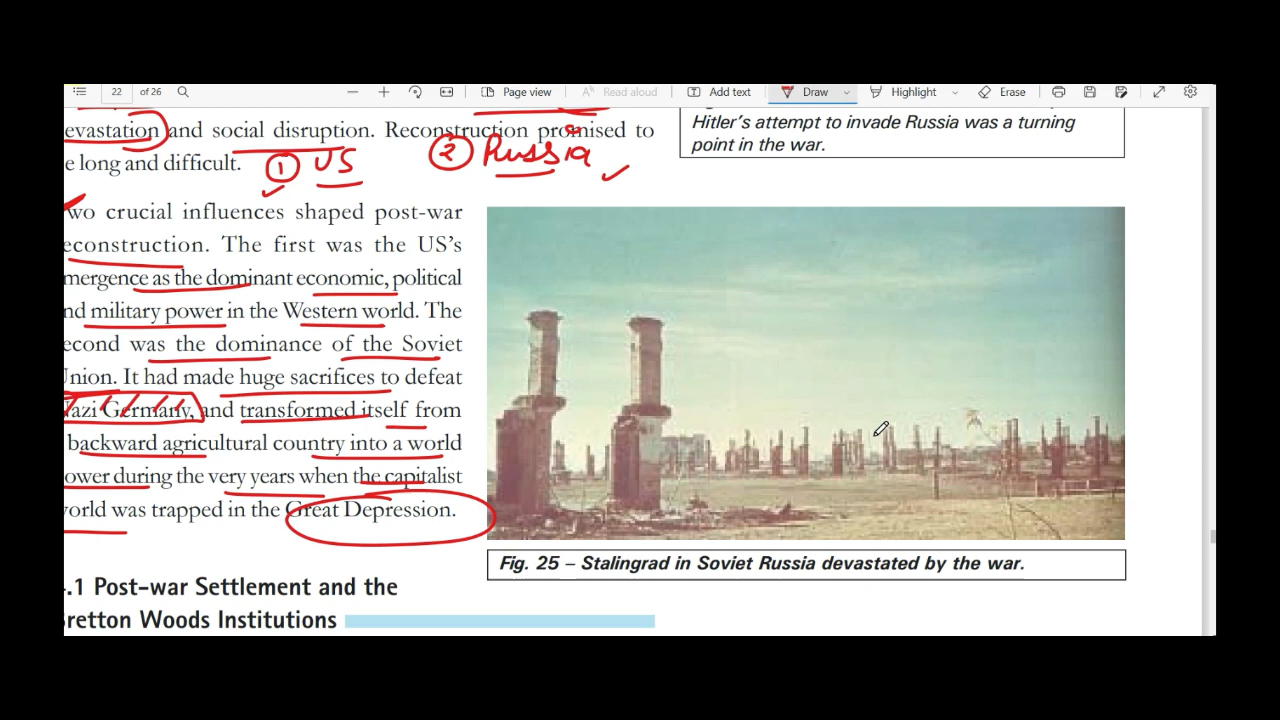 22 of 26 Page view Read aloud Add text Draw Highlight Erase
evastation and social disruption. Reconstruction promised to
e long and difficult.
① US ② Russia
Hitler's attempt to invade Russia was a turning
point in the war.
wo crucial influences shaped post-war
econstruction. The first was the US's
mergence as the dominant economic, political
nd military power in the Western world. The
econd was the dominance of the Soviet
Union. It had made huge sacrifices to defeat
Nazi Germany, and transformed itself from
backward agricultural country into a world
ower during the very years when the capitalist
world was trapped in the Great Depression.
Fig. 25 – Stalingrad in Soviet Russia devastated by the war.
.1 Post-war Settlement and the
retton Woods Institutions